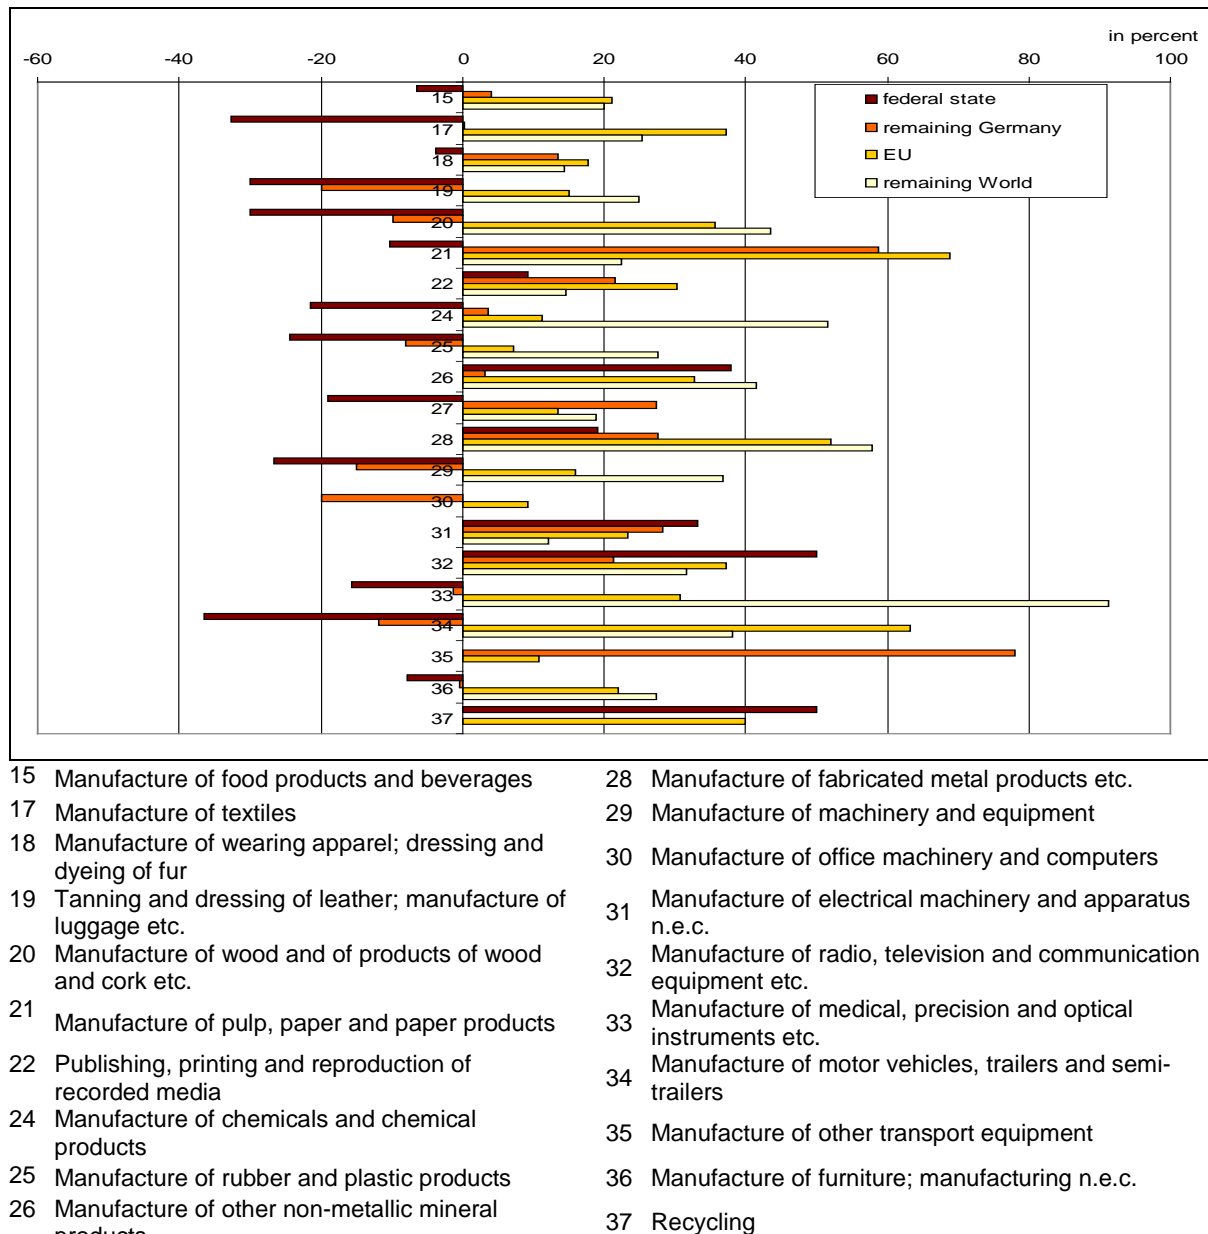 in percent
-60 -40 -20 0 20 40 60 80 100
federal state
remaining Germany
EU
remaining World
15
17
18
19
20
21
22
24
25
26
27
28
29
30
31
32
33
34
35
36
37
15 Manufacture of food products and beverages
17 Manufacture of textiles
18 Manufacture of wearing apparel; dressing and
dyeing of fur
19 Tanning and dressing of leather; manufacture of
luggage etc.
20 Manufacture of wood and of products of wood
and cork etc.
21 Manufacture of pulp, paper and paper products
22 Publishing, printing and reproduction of
recorded media
24 Manufacture of chemicals and chemical
products
25 Manufacture of rubber and plastic products
26 Manufacture of other non-metallic mineral
28 Manufacture of fabricated metal products etc.
29 Manufacture of machinery and equipment
30 Manufacture of office machinery and computers
31 Manufacture of electrical machinery and apparatus
n.e.c.
32 Manufacture of radio, television and communication
equipment etc.
33 Manufacture of medical, precision and optical
instruments etc.
34 Manufacture of motor vehicles, trailers and semi-
trailers
35 Manufacture of other transport equipment
36 Manufacture of furniture; manufacturing n.e.c.
37 Recycling